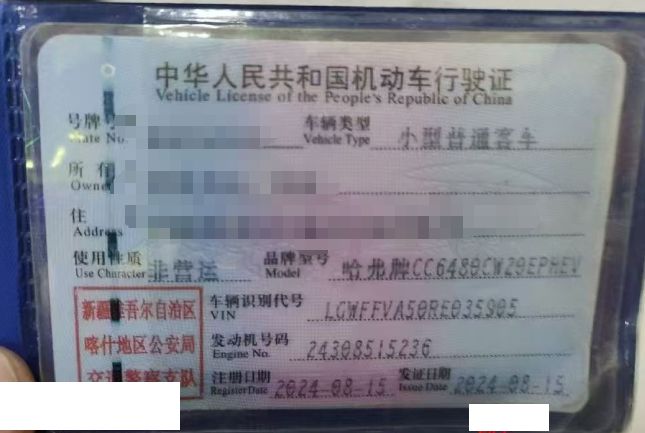 中华人民共和国机动车行驶证
Vehicle License of the People's Republic of China
号牌 车辆类型 小型普通客车
No. Vehicle Type
所有
Owner
住
Address
使用性质 非营运 品牌型号 哈弗牌CC6480CW20EPHEV
Use Character Model
新疆维吾尔自治区 车辆识别代号 LGWFFVA50RE035905
VIN
喀什地区公安局 发动机号码 24308515236
Engine No.
交通警察支队 注册日期 2024-08-15 发证日期 2024-08-15
Register Date Issue Date